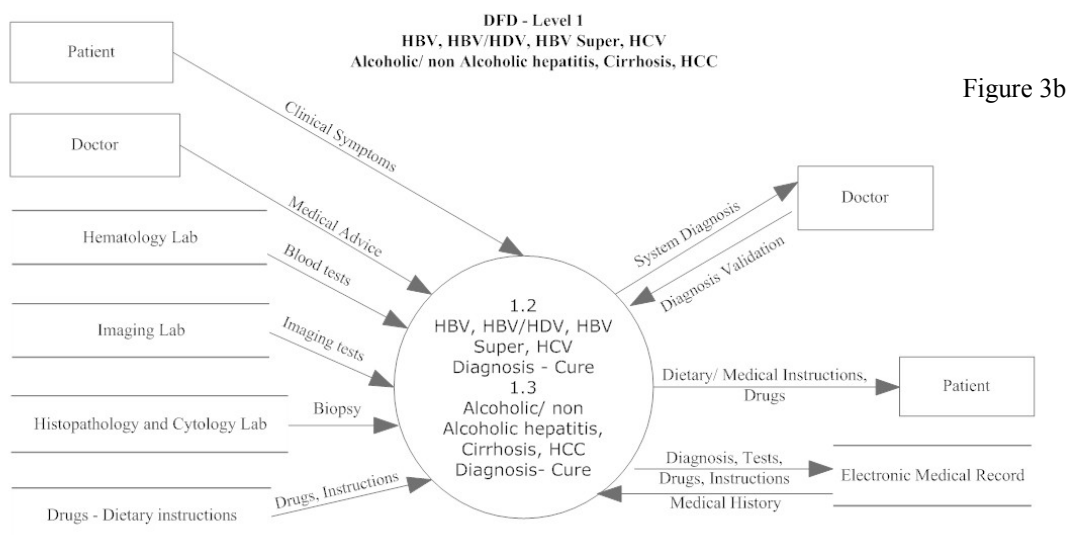 DFD - Level 1
HBV, HBV/HDV, HBV Super, HCV
Alcoholic/ non Alcoholic hepatitis, Cirrhosis, HCC
Figure 3b
Patient
Doctor
Hematology Lab
Imaging Lab
Histopathology and Cytology Lab
Drugs - Dietary instructions
Clinical Symptoms
Medical Advice
Blood tests
Imaging tests
Biopsy
Drugs, Instructions
1.2
HBV, HBV/HDV, HBV
Super, HCV
Diagnosis - Cure
1.3
Alcoholic/ non
Alcoholic hepatitis,
Cirrhosis, HCC
Diagnosis- Cure
System Diagnosis
Diagnosis Validation
Doctor
Dietary/ Medical Instructions,
Drugs
Patient
Diagnosis, Tests,
Drugs, Instructions
Medical History
Electronic Medical Record